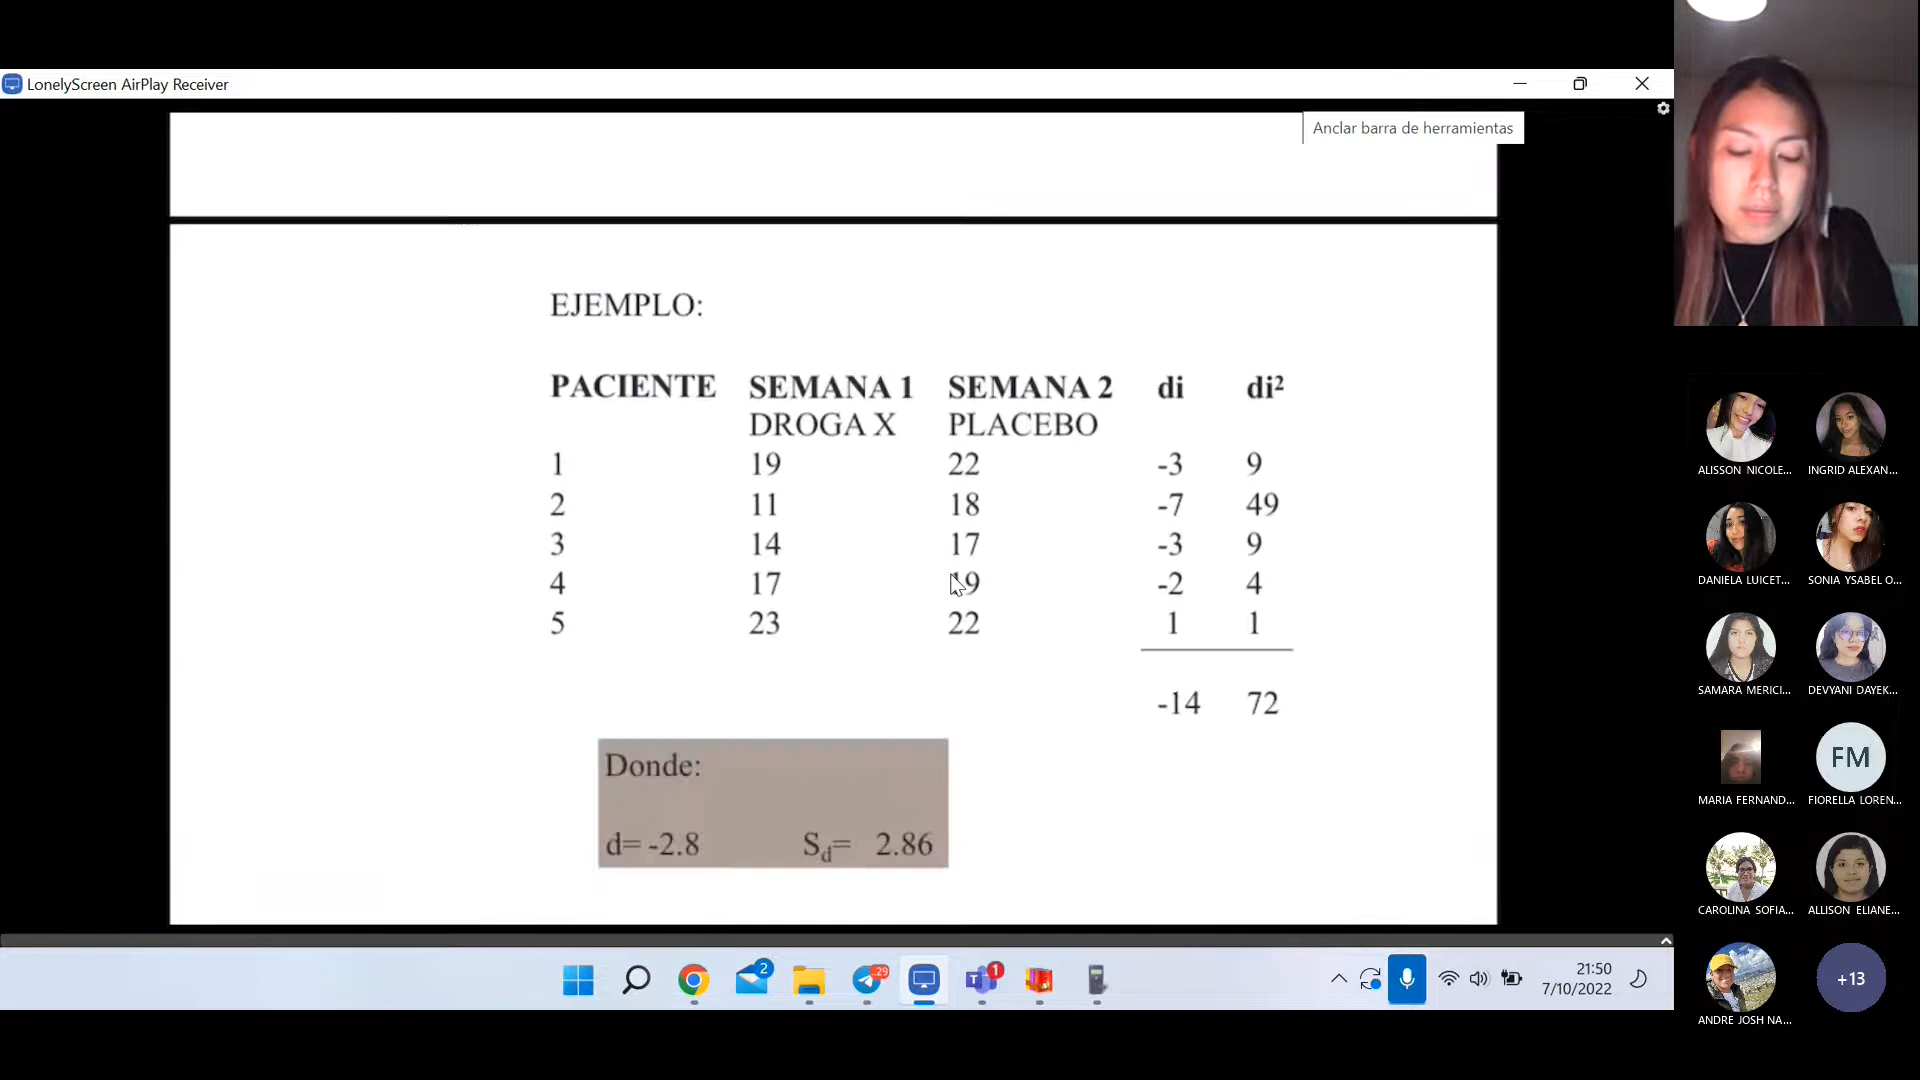 LonelyScreen AirPlay Receiver
Anclar barra de herramientas
EJEMPLO:
PACIENTE SEMANA 1 SEMANA 2 di di²
DROGA X PLACEBO
1 19 22 -3 9
2 11 18 -7 49
3 14 17 -3 9
4 17 19 -2 4
5 23 22 1 1
-14 72
Donde:
d= -2.8 Sd= 2.86
ALISSON NICOLE...
INGRID ALEXAN...
DANELA LUICET...
SONIA YSABEL O...
SAMARA MERICI...
DEVYANI DAYEK...
FM
MARIA FERNAND...
FIORELLA LOREN...
CAROLINA SOFIA...
ALLISON ELIANE...
ANDRE JOSH NA...
+13
2
..29
1
21:50
7/10/2022